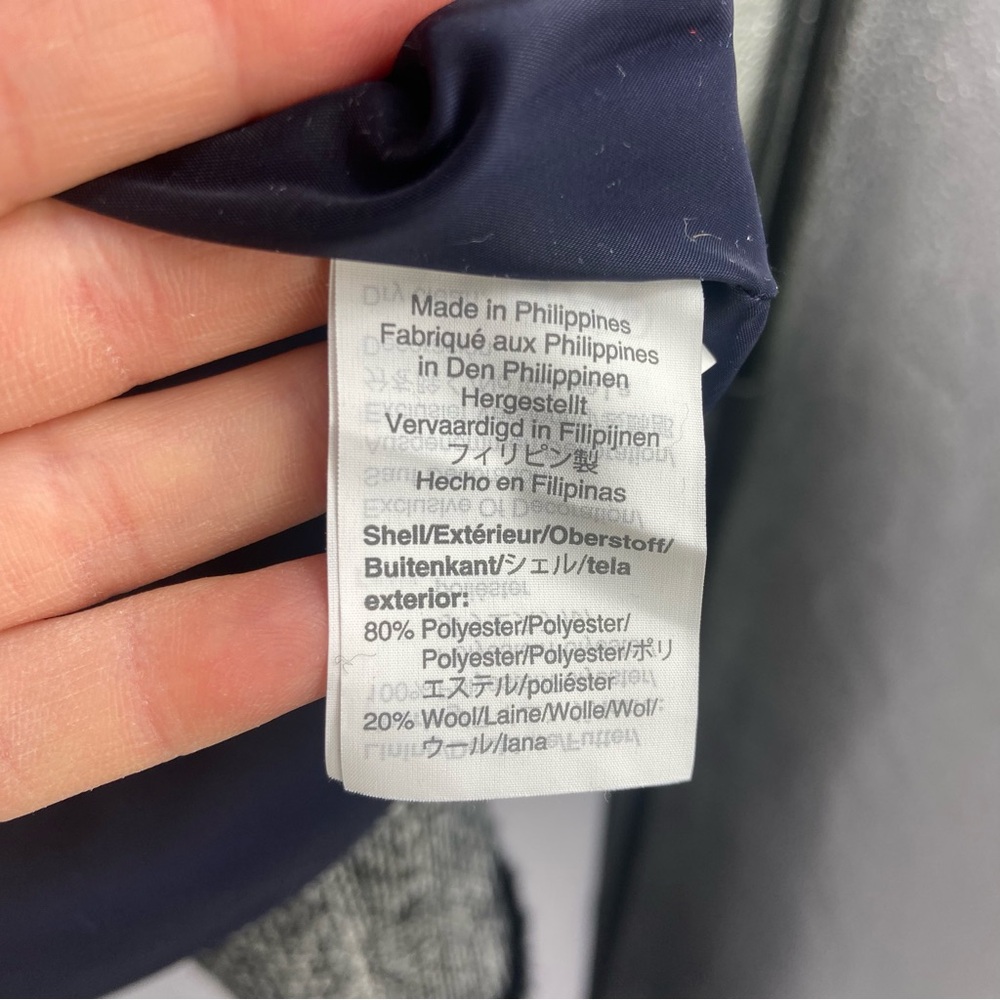 Made in Philippines
Fabriqué aux Philippines
in Den Philippinen
Hergestellt
Vervaardigd in Filipijnen
フィリピン製
Hecho en Filipinas
Shell/Extérieur/Oberstoff/
Buitenkant/シェル/tela
exterior:
80% Polyester/Polyester/
Polyester/Polyester/ポリ
エステル/poliéster
20% Wool/Laine/Wolle/Wol/
ウール/lana